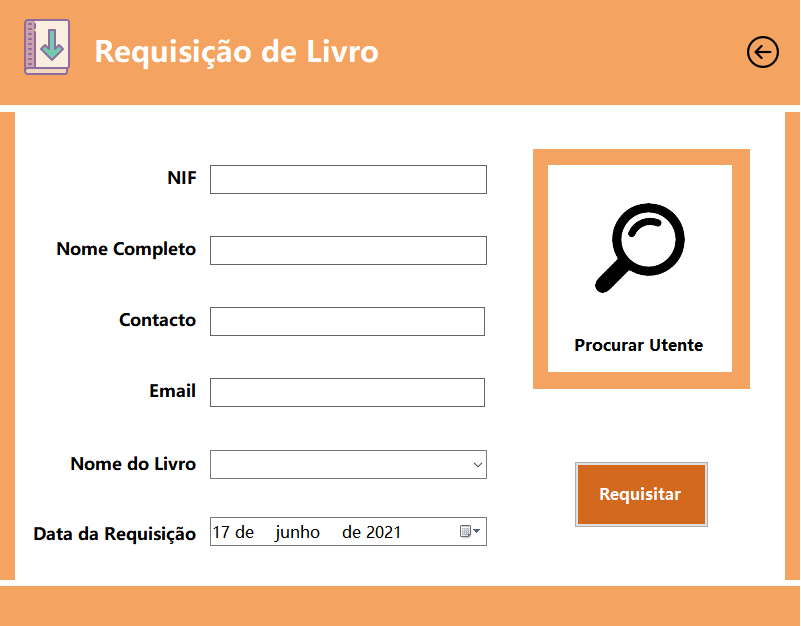 Requisição de Livro
NIF
Nome Completo
Contacto
Email
Nome do Livro
Data da Requisição 17 de junho de 2021
Procurar Utente
Requisitar